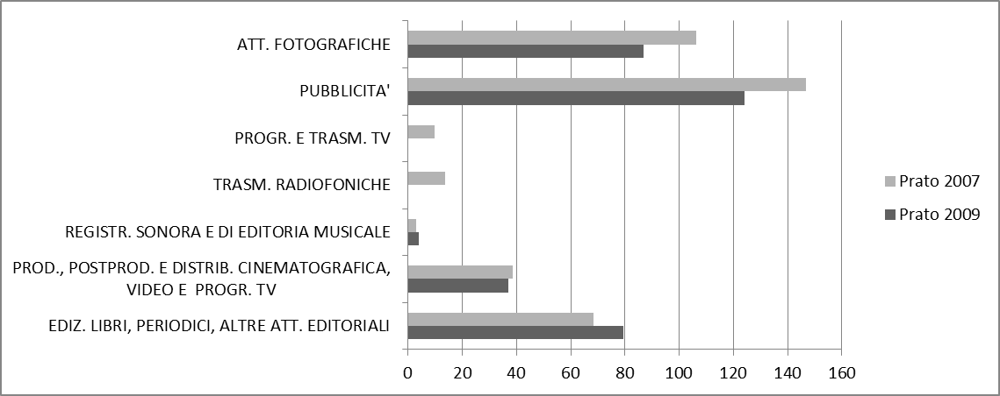 ATT. FOTOGRAFICHE
PUBBLICITA'
PROGR. E TRASM. TV
TRASM. RADIOFONICHE
REGISTR. SONORA E DI EDITORIA MUSICALE
PROD., POSTPROD. E DISTRIB. CINEMATOGRAFICA,
VIDEO E PROGR. TV
EDIZ. LIBRI, PERIODICI, ALTRE ATT. EDITORIALI
0 20 40 60 80 100 120 140 160
Prato 2007
Prato 2009